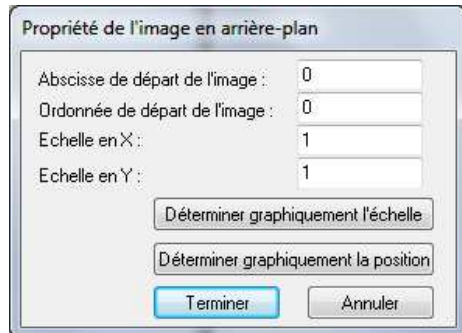 Propriété de l'image en arrière-plan
Abscisse de départ de l'image : 0
Ordonnée de départ de l'image : 0
Echelle en X : 1
Echelle en Y : 1
Déterminer graphiquement l'échelle
Déterminer graphiquement la position
Terminer Annuler